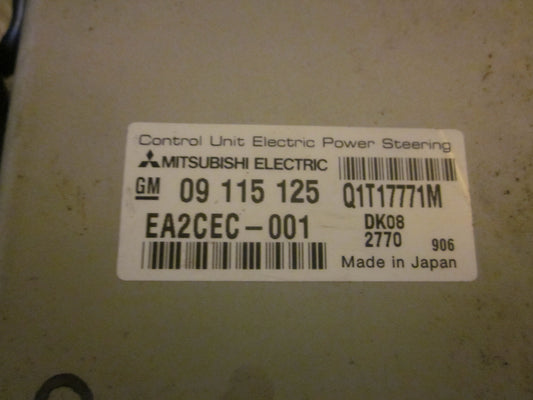 Control Unit Electric Power Steering
MITSUBISHI ELECTRIC
GM 09 115 125 Q1T17771M
EA2CEC-001 DK08
2770 906
Made in Japan